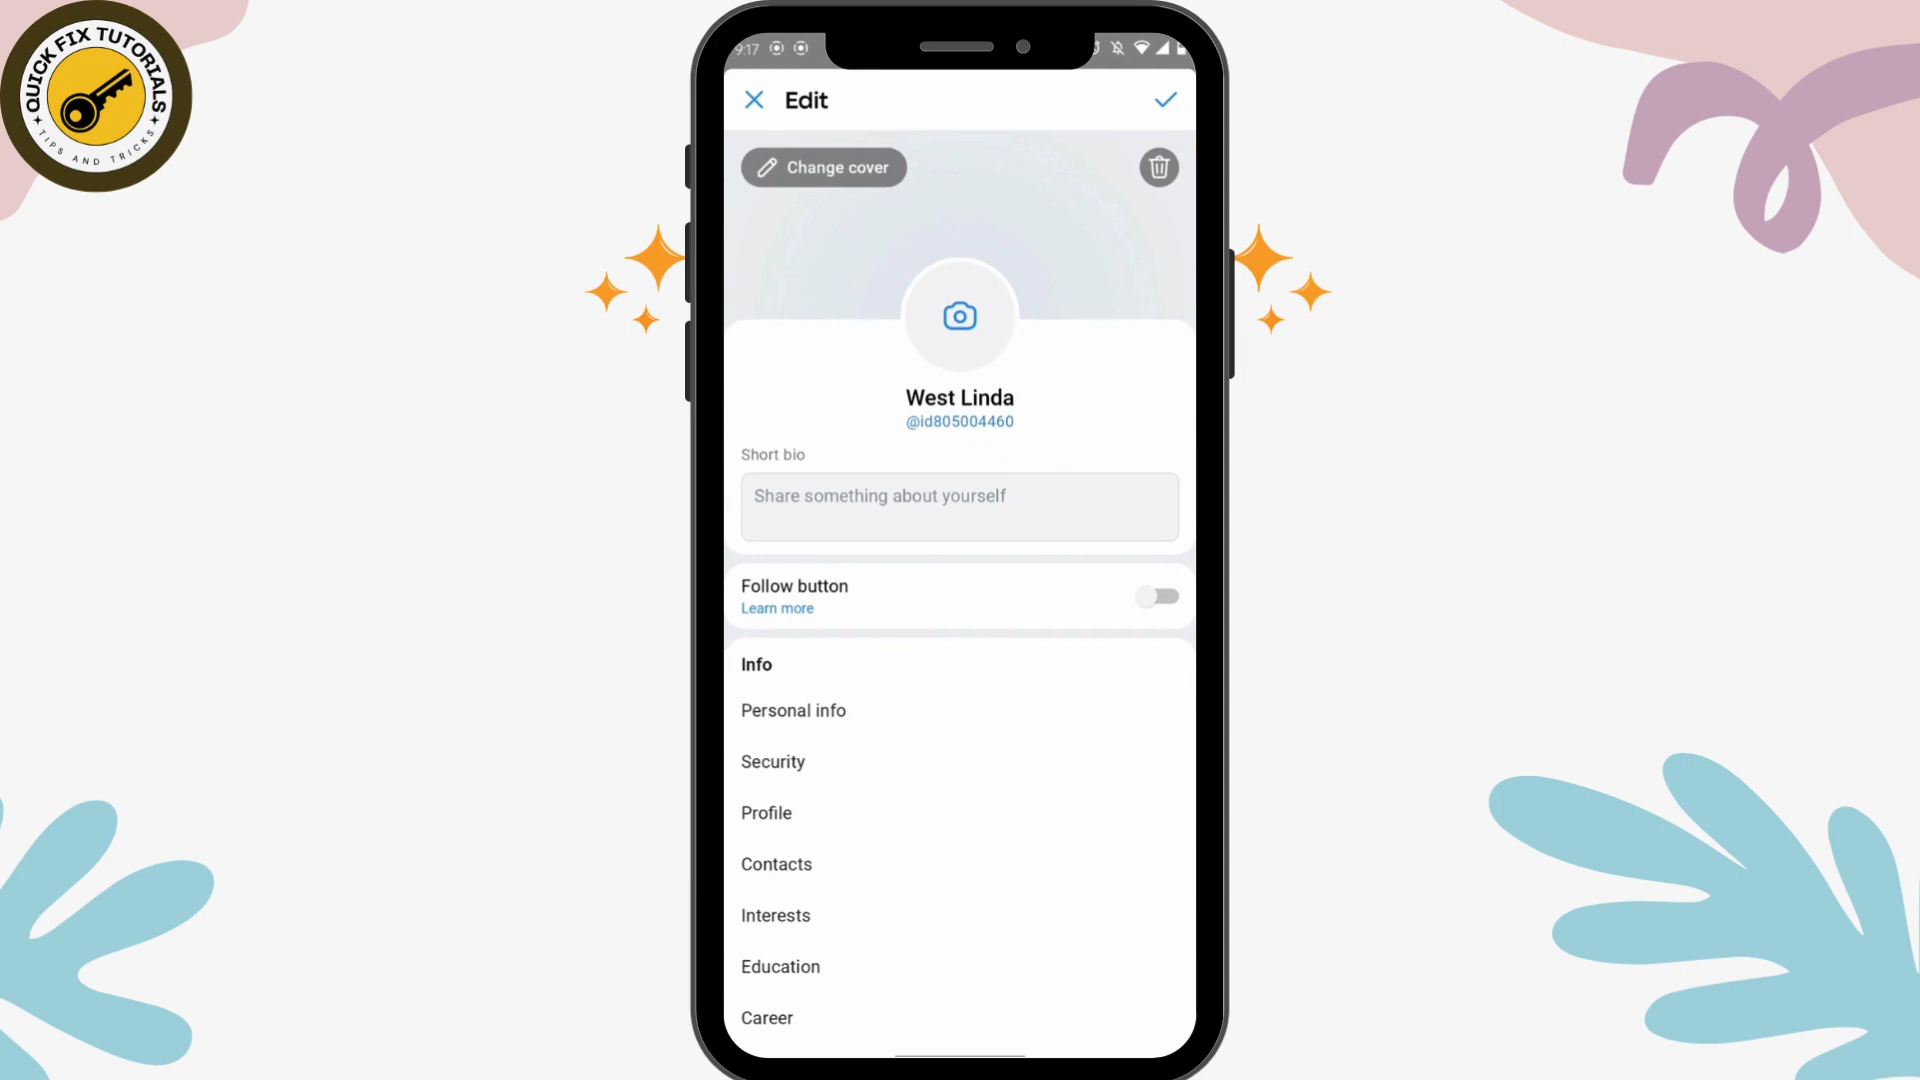 QUICK FIX TUTORIALS
TIPS AND TRICKS
9:17
Edit
Change cover
West Linda
@id805004460
Short bio
Share something about yourself
Follow button
Learn more
Info
Personal info
Security
Profile
Contacts
Interests
Education
Career